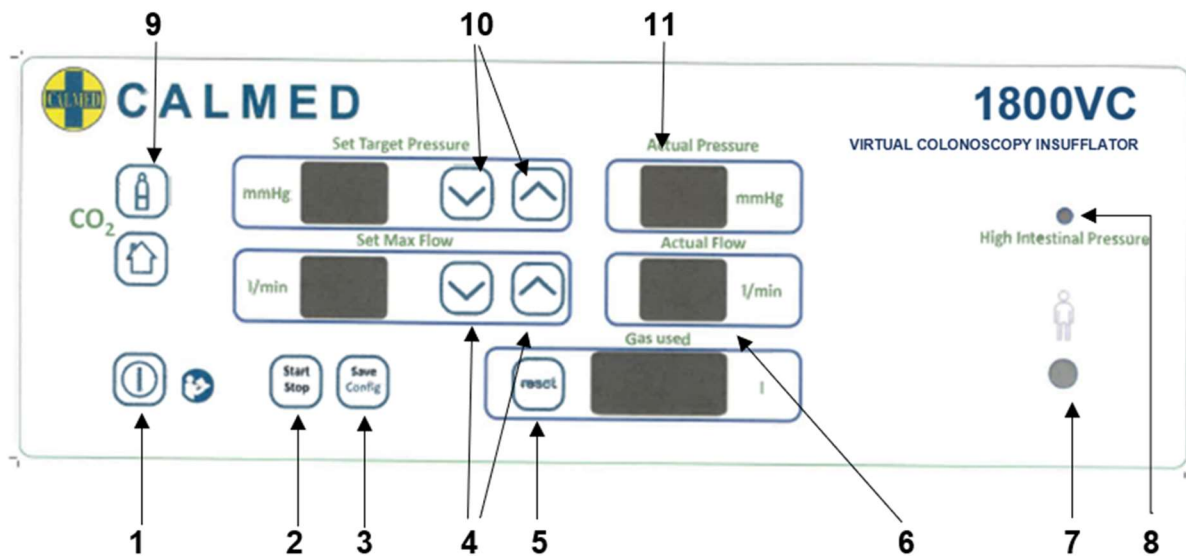 9 10 11
CALMED CALMED 1800VC
VIRTUAL COLONOSCOPY INSUFFLATOR
Set Target Pressure Actual Pressure
mmHg mmHg
CO2
High Intestinal Pressure
Set Max Flow Actual Flow
l/min l/min
Gas used
Start Save
Stop Config
reset l
1 2 3 4 5 6 7 8